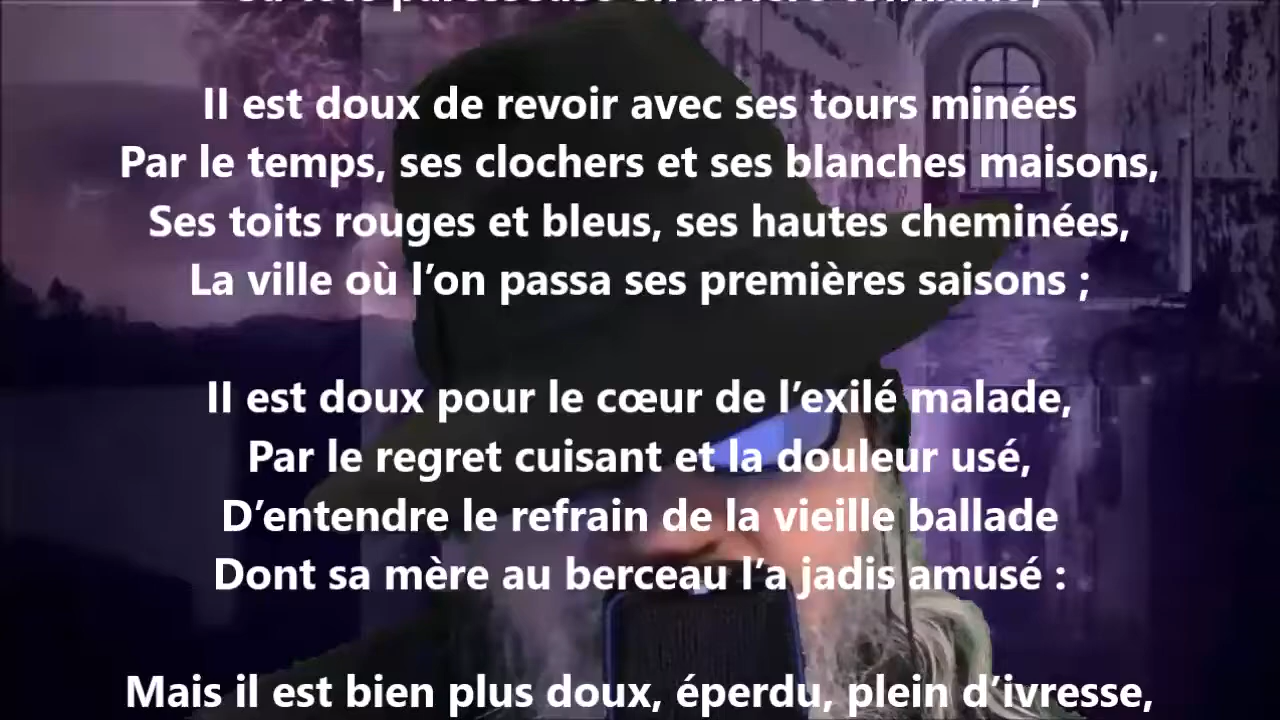 Il est doux de revoir avec ses tours minées
Par le temps, ses clochers et ses blanches maisons,
Ses toits rouges et bleus, ses hautes cheminées,
La ville où l’on passa ses premières saisons ;
Il est doux pour le cœur de l’exilé malade,
Par le regret cuisant et la douleur usé,
D’entendre le refrain de la vieille ballade
Dont sa mère au berceau l’a jadis amusé :
Mais il est bien plus doux, éperdu, plein d’ivresse,